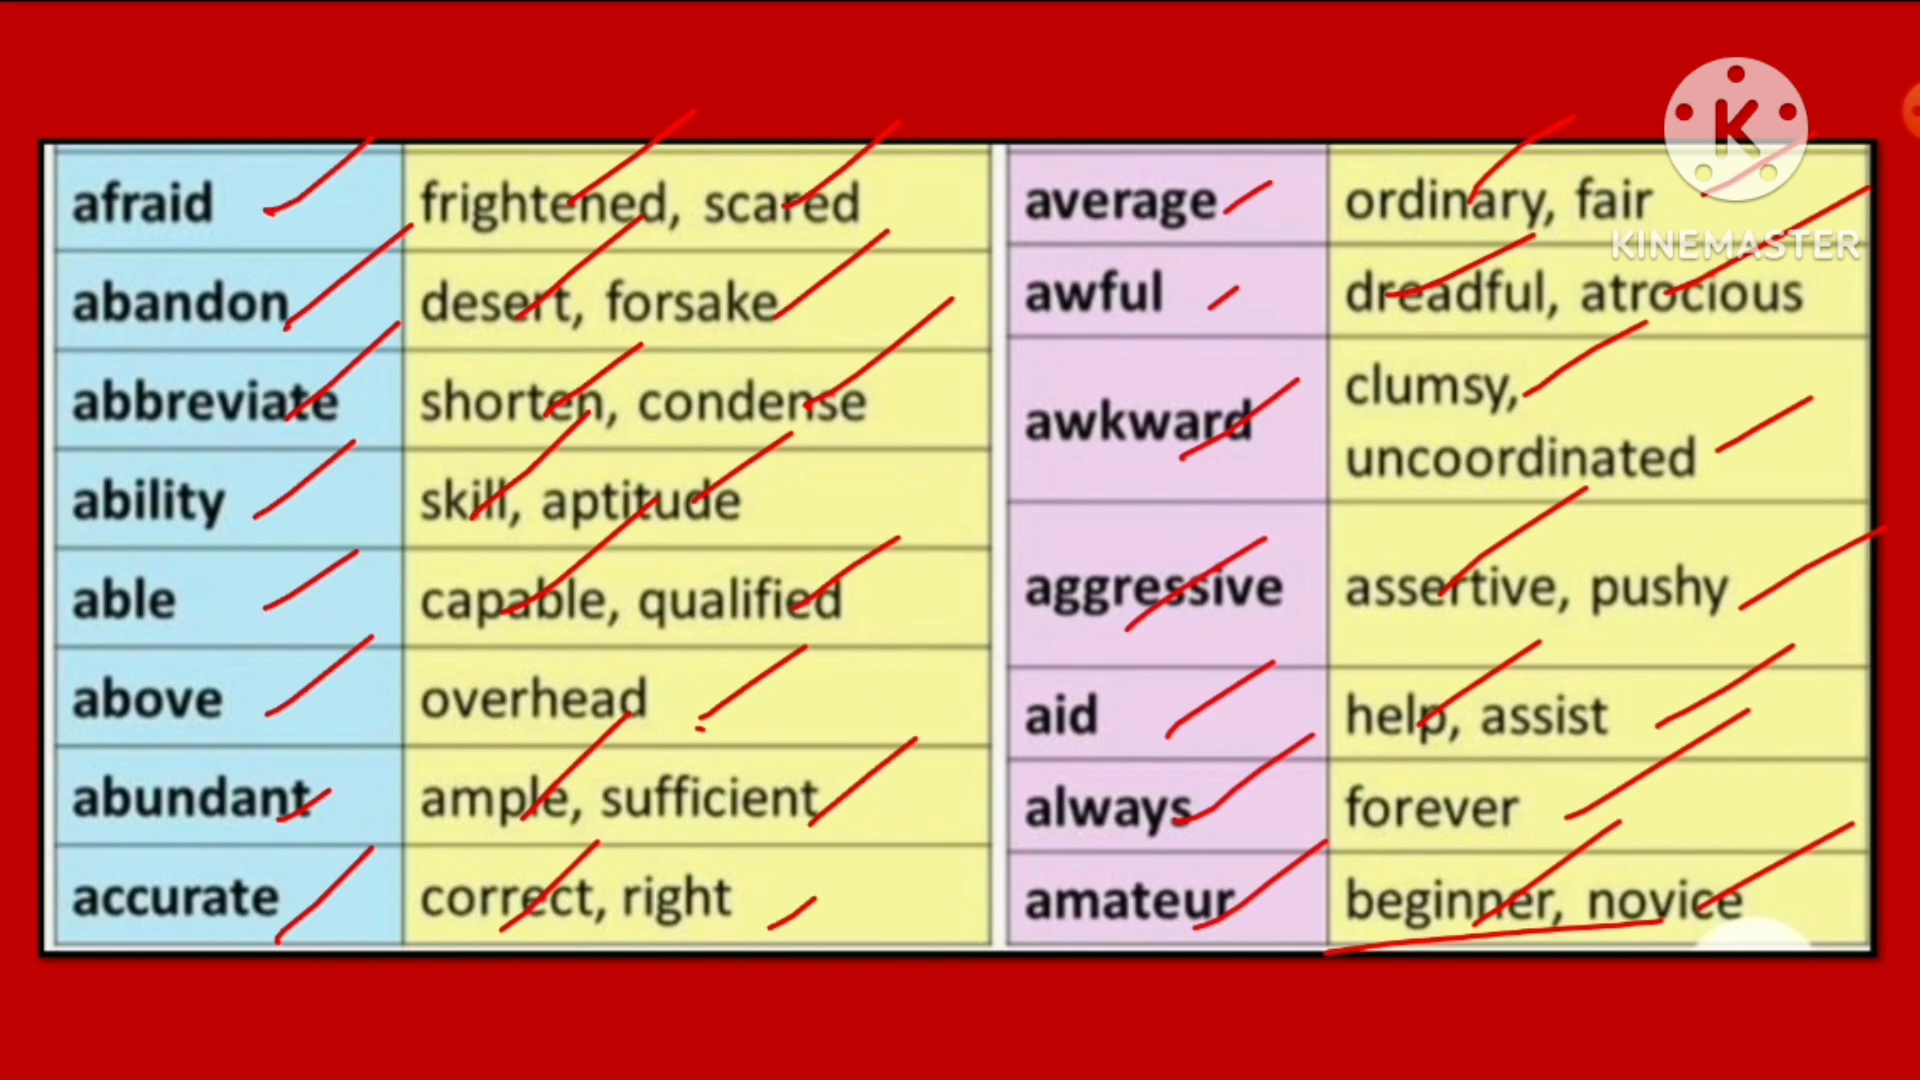 afraid frightened, scared
abandon desert, forsake
abbreviate shorten, condense
ability skill, aptitude
able capable, qualified
above overhead
abundant ample, sufficient
accurate correct, right
average ordinary, fair
awful dreadful, atrocious
awkward clumsy,
uncoordinated
aggressive assertive, pushy
aid help, assist
always forever
amateur beginner, novice
K
KINEMASTER